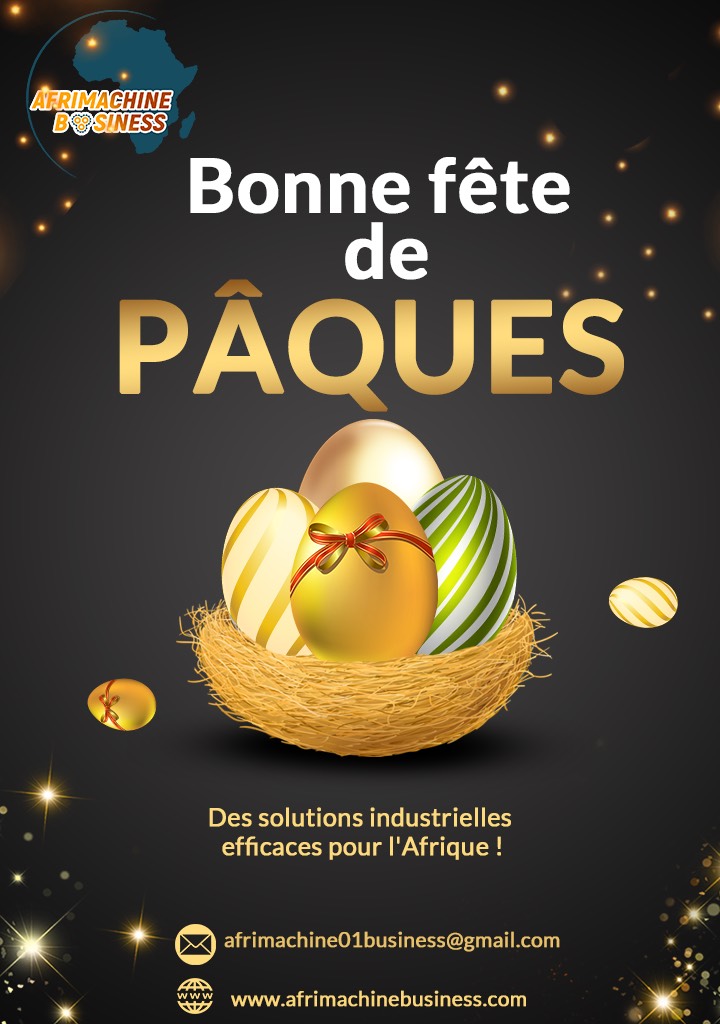 AFRIMACHINE
BUSINESS
Bonne fête
de
PÂQUES
Des solutions industrielles
efficaces pour l'Afrique !
afrimachine01business@gmail.com
WWW
www.afrimachinebusiness.com